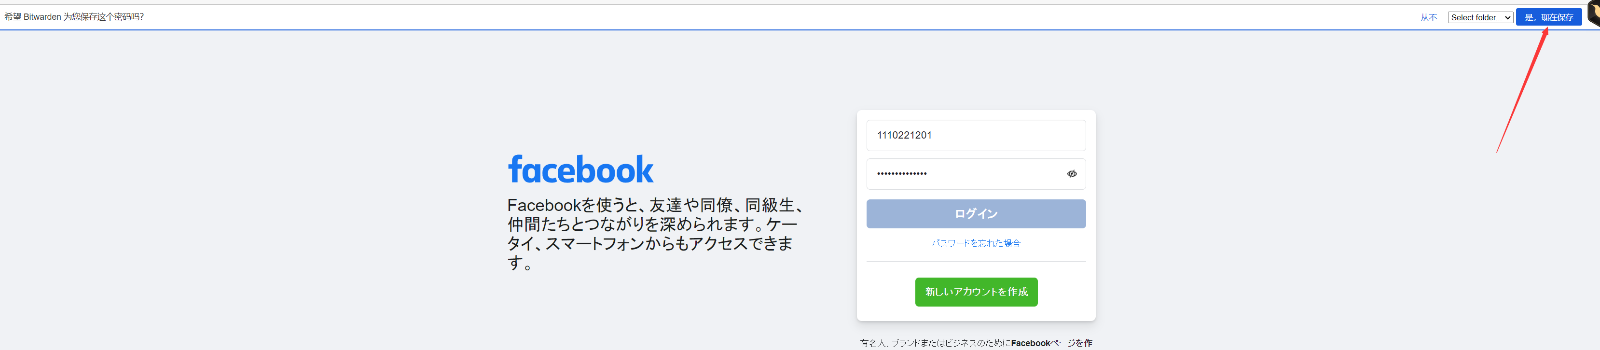 希望 Bitwarden 为您保存这个密码吗?
从不
Select folder
是，现在保存
1110221201
••••••••••••••
facebook
Facebookを使うと、友達や同僚、同級生、
仲間たちとつながりを深められます。ケー
タイ、スマートフォンからもアクセスできま
す。
ログイン
パスワードを忘れた場合
新しいアカウントを作成
有名人、ブランドまたはビジネスのためにFacebookページを作